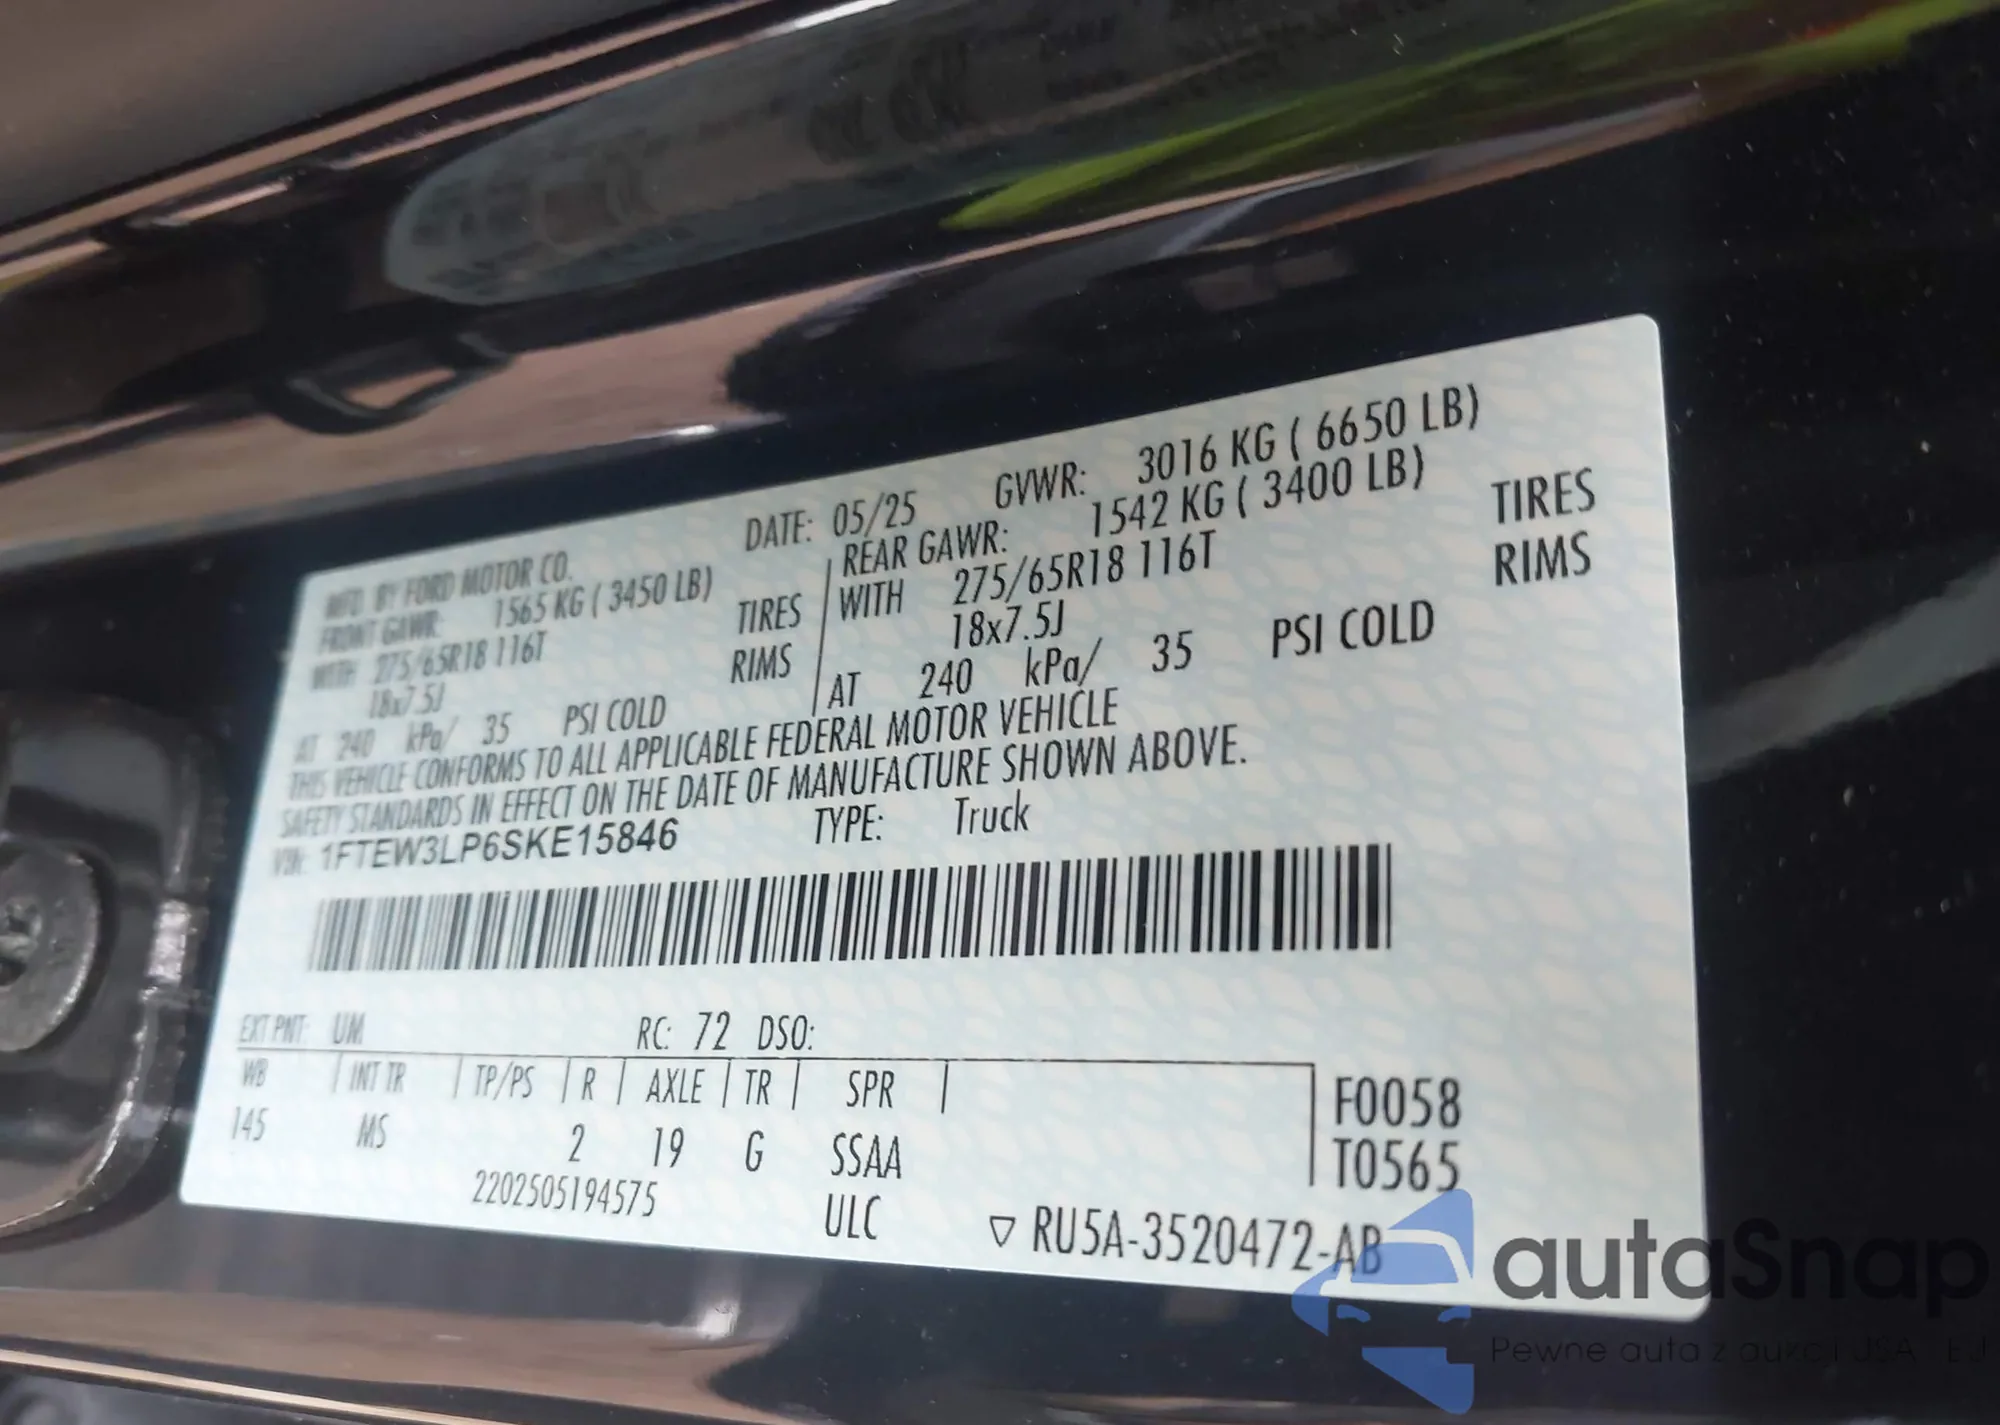 MFD. BY FORD MOTOR CO. DATE: 05/25 GVWR: 3016 KG ( 6650 LB)
FRONT GAWR: 1565 KG ( 3450 LB) REAR GAWR: 1542 KG ( 3400 LB)
WITH 275/65R18 116T TIRES WITH 275/65R18 116T TIRES
18x7.5J RIMS 18x7.5J RIMS
AT 240 kPa/ 35 PSI COLD AT 240 kPa/ 35 PSI COLD
THIS VEHICLE CONFORMS TO ALL APPLICABLE FEDERAL MOTOR VEHICLE
SAFETY STANDARDS IN EFFECT ON THE DATE OF MANUFACTURE SHOWN ABOVE.
VIN: 1FTEW3LP6SKE15846 TYPE: Truck
EXT PNT: UM RC: 72 DSO:
WB INT TR TP/PS R AXLE TR SPR F0058
145 MS 2 19 G SSAA T0565
2202505194575 ULC ▽ RU5A-3520472-AB
autaSnap
Pewne auta z aukcji USA